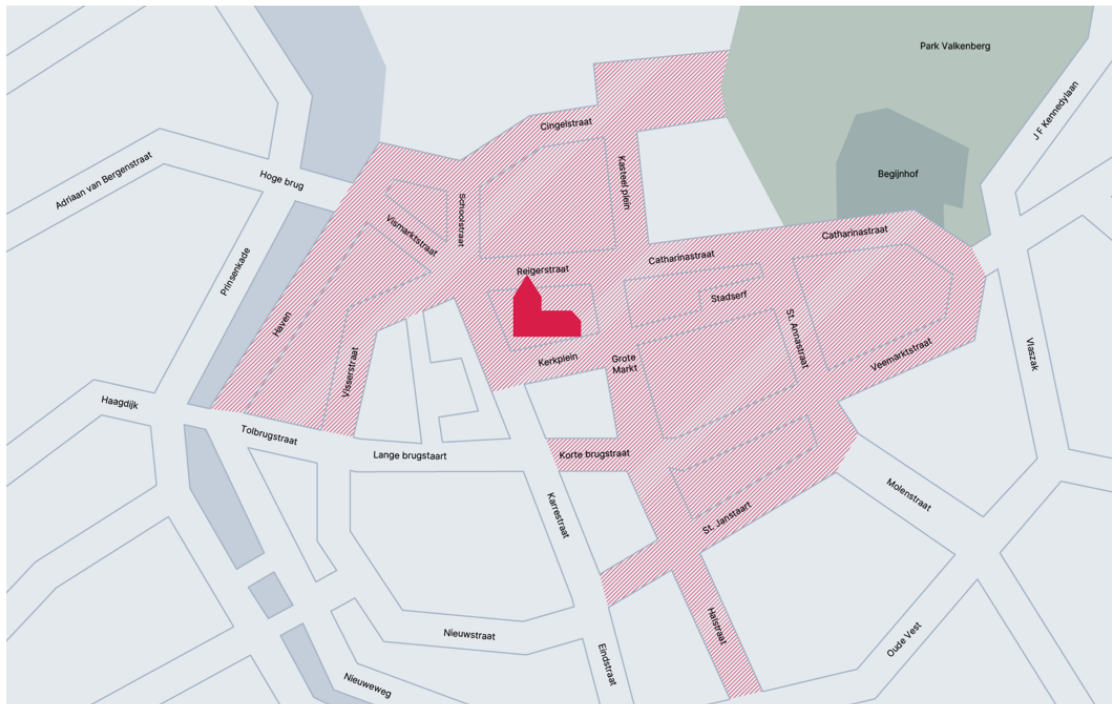 Park Valkenberg
J F Kennedylaan
Cingelstraat
Adriaan van Bergenstraat
Hoge brug
Kasteel plein
Begijnhof
Schoolstraat
Vismarktstraat
Catharinastraat
Catharinastraat
Prinsenkade
Reigerstraat
Stadserf
Haven
St. Annastraat
Vlaszak
Veemarktstraat
Kerkplein
Grote
Markt
Visserstraat
Haagdijk
Tolbrugstraat
Lange brugstaart
Korte brugstraat
Molenstraat
Karrestraat
St. Janstaart
Halstraat
Nieuwstraat
Oude Vest
Eindstraat
Nieuweweg